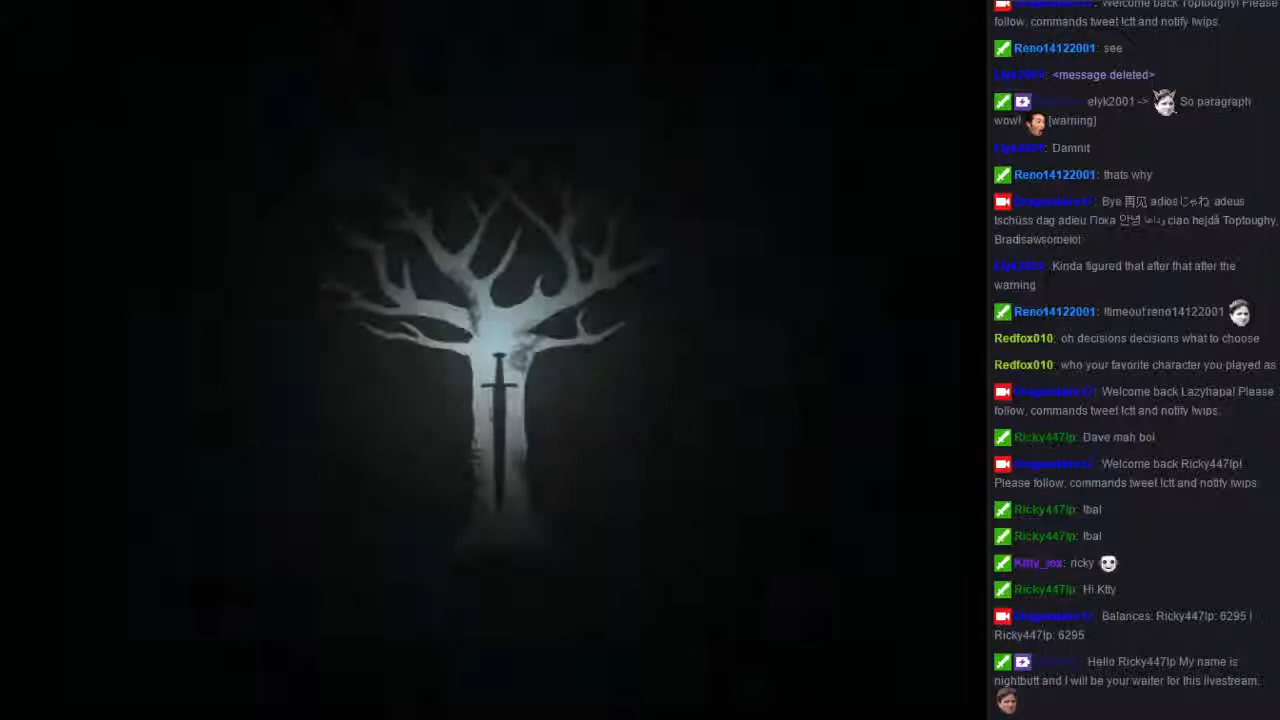 Welcome back Toptoughy! Please
follow, commands tweet !ctt and notify !wips.
Reno14122001: see
Elyk2001: <message deleted>
elyk2001 -> So paragraph
wow! [warning]
Elyk2001: Damnit
Reno14122001: thats why
Bye 再见 adios じゃね adeus
tschüss dag adieu Пока 안녕 ciao hejdå Toptoughy,
Bradisawsomelol
Elyk2001: Kinda figured that after that after the
warning
Reno14122001: !timeout reno14122001
Redfox010: oh decisions decisions what to choose
Redfox010: who your favorite character you played as
Welcome back Lazyhapa! Please
follow, commands tweet !ctt and notify !wips.
Ricky447lp: Dave mah boi
Welcome back Ricky447lp!
Please follow, commands tweet !ctt and notify !wips.
Ricky447lp: !bal
Ricky447lp: !bal
Kitty_jox: ricky
Ricky447lp: Hi Ktty
Balances: Ricky447lp: 6295 |
Ricky447lp: 6295
Hello Ricky447lp My name is
nightbutt and I will be your waiter for this livestream.